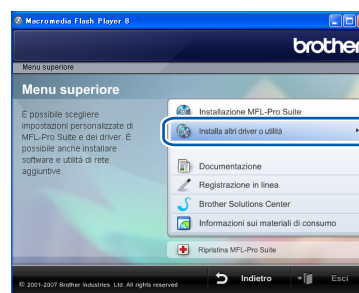 Macromedia Flash Player 8
brother
Menu superiore
Menu superiore
È possibile scegliere
impostazioni personalizzate di
MFL-Pro Suite e dei driver. È
possibile anche installare
software e utilità di rete
aggiuntive.
Installazione MFL-Pro Suite
Installa altri driver o utilità
Documentazione
Registrazione in linea
Brother Solutions Center
Informazioni sui materiali di consumo
Ripristina MFL-Pro Suite
© 2001-2007 Brother Industries Ltd. All rights reserved
Indietro
Esci